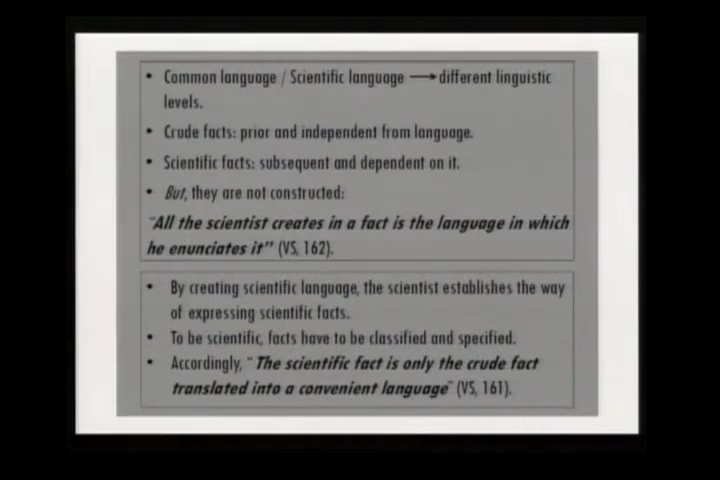 • Common language / Scientific language ⟶ different linguistic
levels.
• Crude facts: prior and independent from language.
• Scientific facts: subsequent and dependent on it.
• But, they are not constructed:
"All the scientist creates in a fact is the language in which
he enunciates it" (VS, 162).
• By creating scientific language, the scientist establishes the way
of expressing scientific facts.
• To be scientific, facts have to be classified and specified.
• Accordingly, "The scientific fact is only the crude fact
translated into a convenient language" (VS, 161).